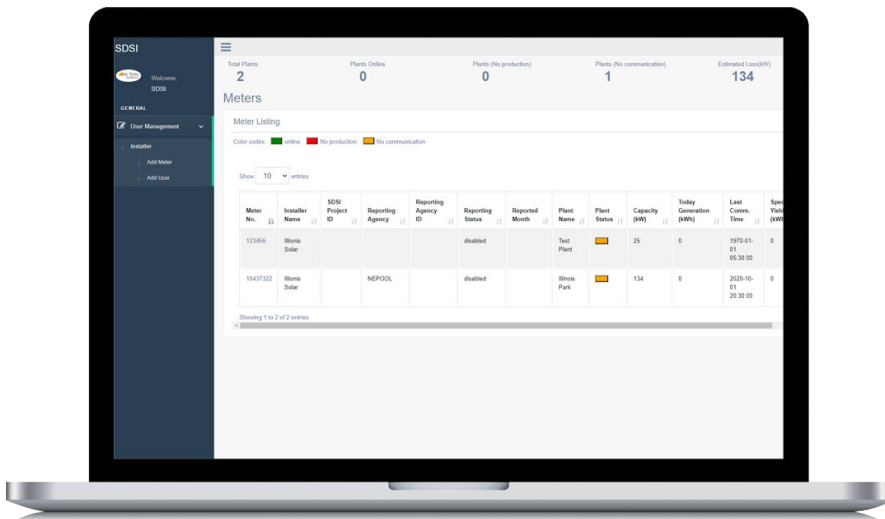 SDSI
Welcome,
SDSI
GENERAL
User Management
Installer
Add Meter
Add User
Total Plants
2
Plants Online
0
Plants (No production)
0
Plants (No communication)
1
Estimated Loss(kW)
134
Meters
Meter Listing
Color codes: online No production No communication
Show 10 entries
Meter No. Installer Name SDSI Project ID Reporting Agency Reporting Agency ID Reporting Status Reported Month Plant Name Plant Status Capacity (kW) Today Generation (kWh) Last Comm. Time
123456 Illionis Solar disabled Test Plant 25 0 1970-01-01 05:30:00 0
18437322 Illionis Solar NEPOOL disabled Illinois Park 134 0 2020-10-01 20:30:00 0
Showing 1 to 2 of 2 entries